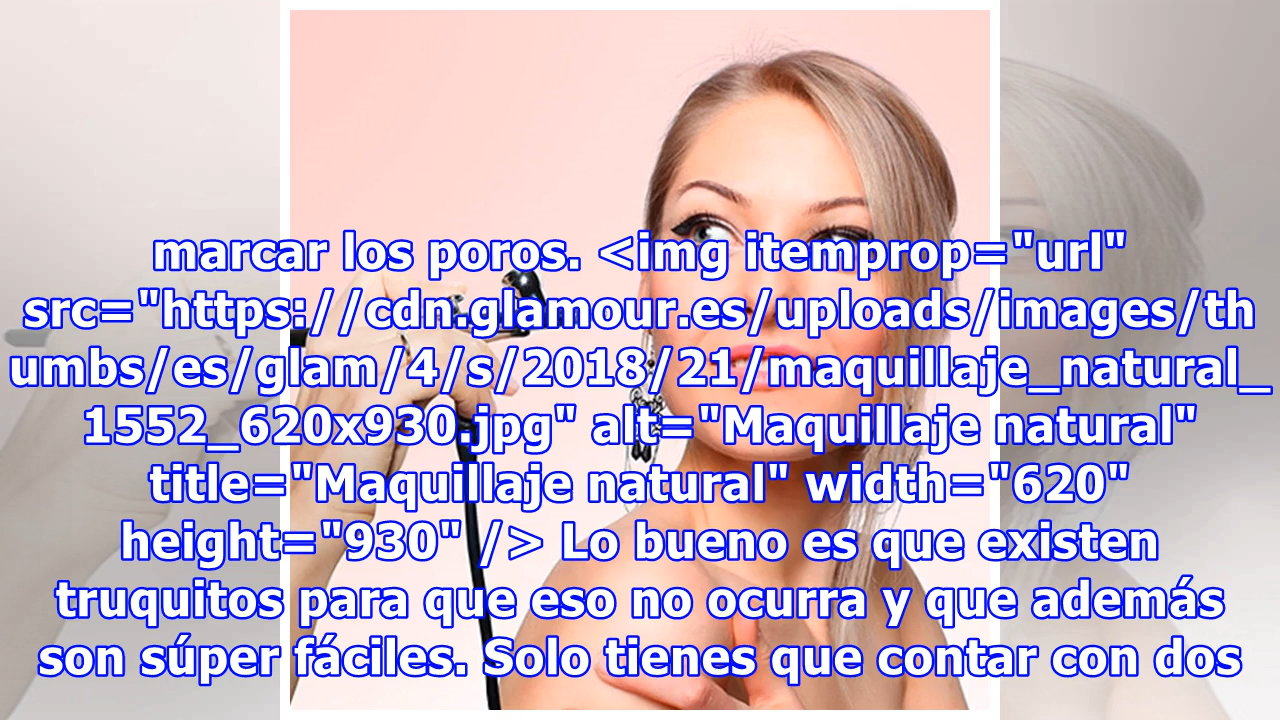 marcar los poros. <img itemprop="url"
src="https://cdn.glamour.es/uploads/images/th
umbs/es/glam/4/s/2018/21/maquillaje_natural_
1552_620x930.jpg" alt="Maquillaje natural"
title="Maquillaje natural" width="620"
height="930" /> Lo bueno es que existen
truquitos para que eso no ocurra y que además
son súper fáciles. Solo tienes que contar con dos